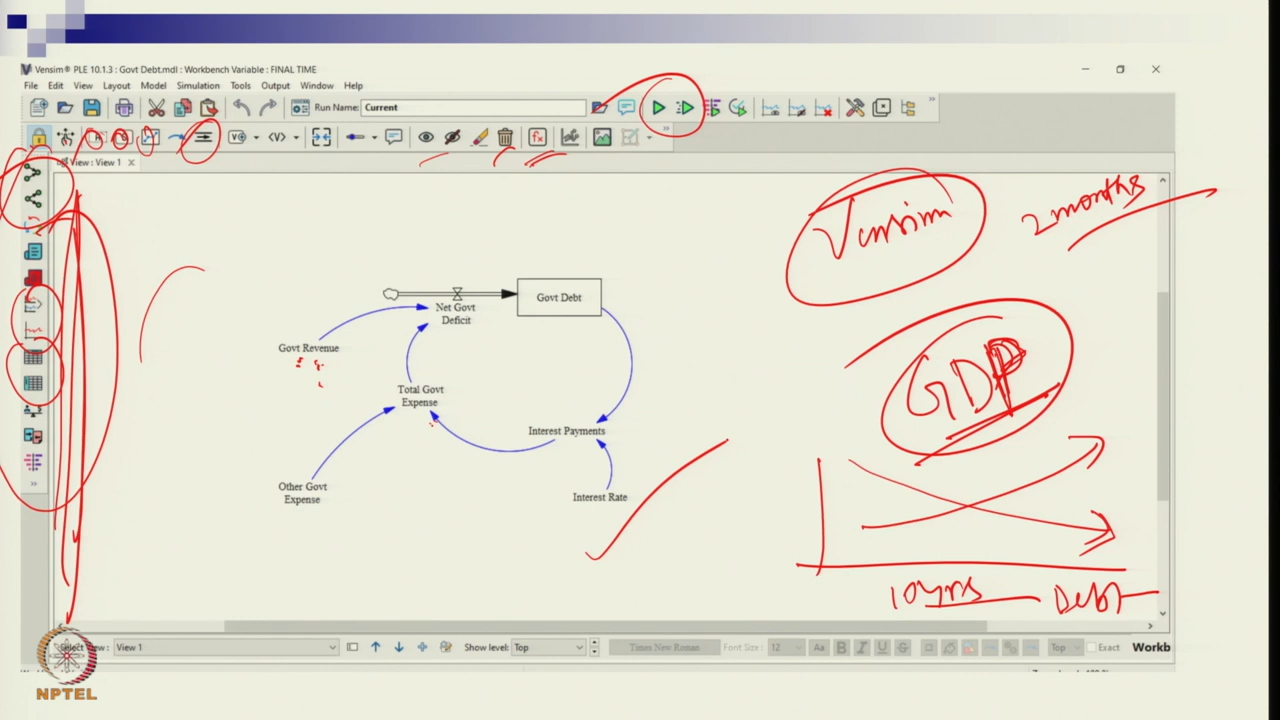 Vensim® PLE 10.1.3 : Govt Debt.mdl : Workbench Variable : FINAL TIME
File Edit View Layout Model Simulation Tools Output Window Help
Run Name: Current
View : View 1
Vensim
2 months
Govt Debt
Net Govt
Deficit
Govt Revenue
GDP
Total Govt
Expense
Interest Payments
Other Govt
Expense
Interest Rate
10 yrs
Debt
View 1 Show level: Top Times New Roman Font Size: 12 Aa B I U S Top Exact Workb
NPTEL